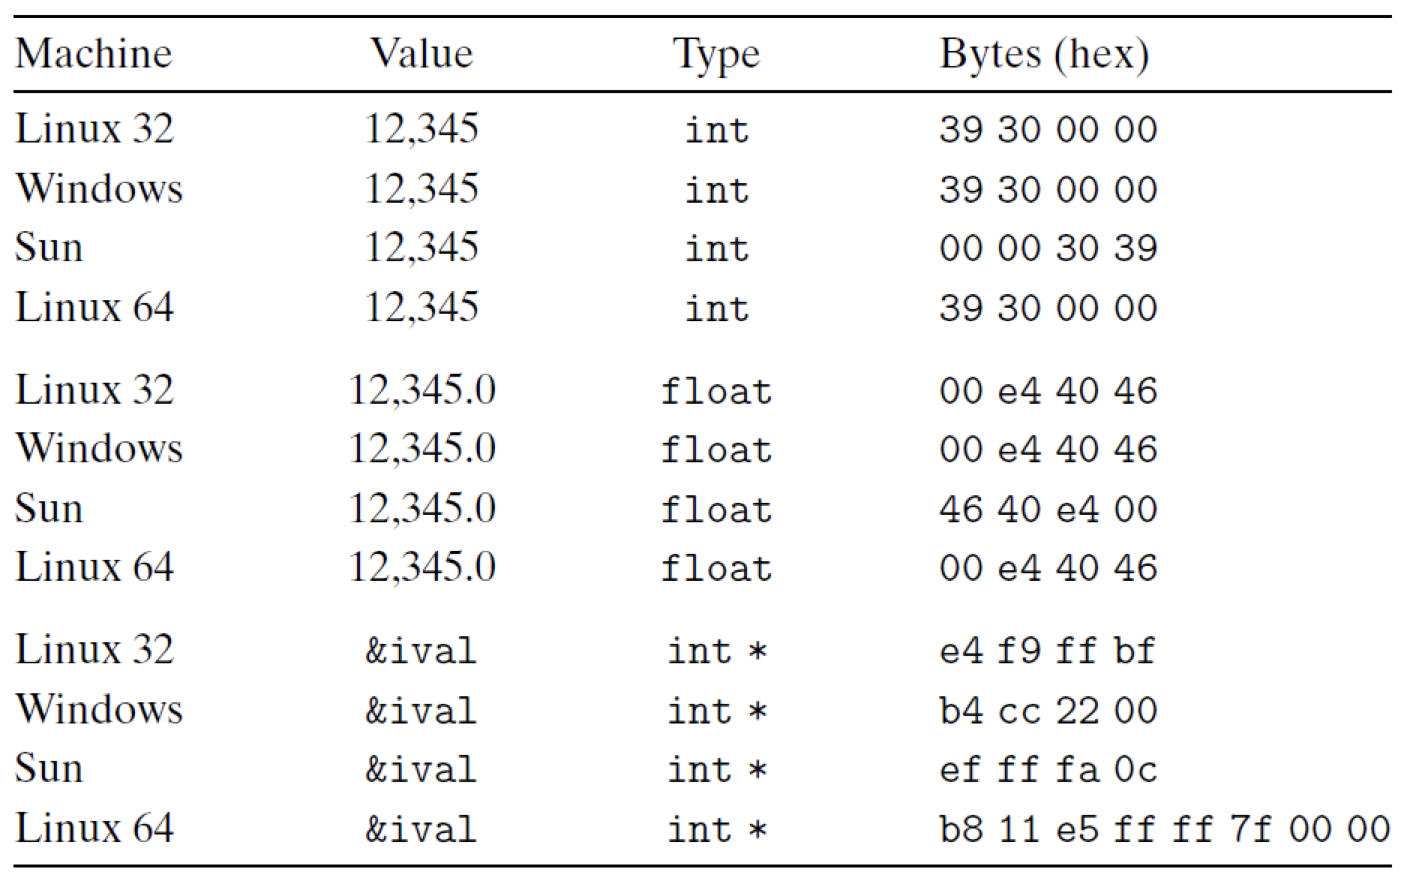 Machine Value Type Bytes (hex)
Linux 32 12,345 int 39 30 00 00
Windows 12,345 int 39 30 00 00
Sun 12,345 int 00 00 30 39
Linux 64 12,345 int 39 30 00 00
Linux 32 12,345.0 float 00 e4 40 46
Windows 12,345.0 float 00 e4 40 46
Sun 12,345.0 float 46 40 e4 00
Linux 64 12,345.0 float 00 e4 40 46
Linux 32 &ival int * e4 f9 ff bf
Windows &ival int * b4 cc 22 00
Sun &ival int * ef ff fa 0c
Linux 64 &ival int * b8 11 e5 ff ff 7f 00 00